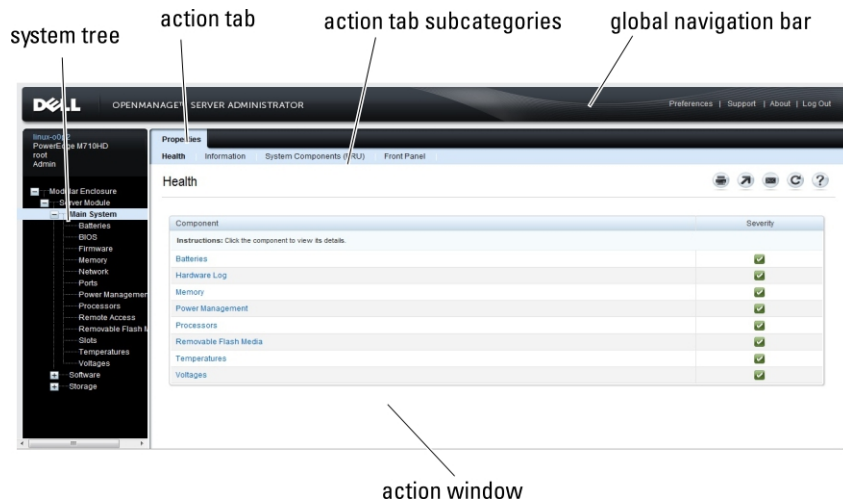 system tree
action tab
action tab subcategories
global navigation bar
DELL
OPENMANAGE™ SERVER ADMINISTRATOR
Preferences | Support | About | Log Out
PowerEdge M710HD
root
Admin
Properties
Health Information System Components (FRU) Front Panel
Health
Modular Enclosure
Server Module
Main System
Batteries
BIOS
Firmware
Memory
Network
Ports
Power Managemen
Processors
Remote Access
Removable Flash M
Slots
Temperatures
Voltages
Software
Storage
Component Severity
Instructions: Click the component to view its details.
Batteries
Hardware Log
Memory
Power Management
Processors
Removable Flash Media
Temperatures
Voltages
action window